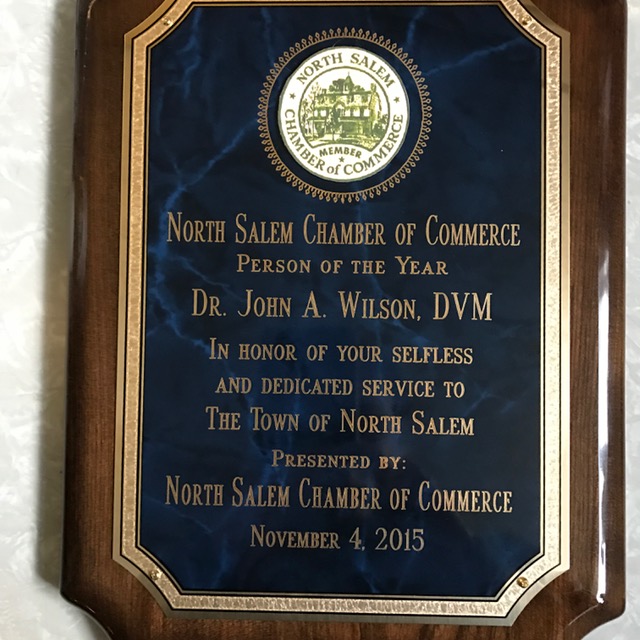 NORTH SALEM
CHAMBER of COMMERCE
MEMBER
NORTH SALEM CHAMBER OF COMMERCE
PERSON OF THE YEAR
DR. JOHN A. WILSON, DVM
IN HONOR OF YOUR SELFLESS
AND DEDICATED SERVICE TO
THE TOWN OF NORTH SALEM
PRESENTED BY:
NORTH SALEM CHAMBER OF COMMERCE
NOVEMBER 4, 2015